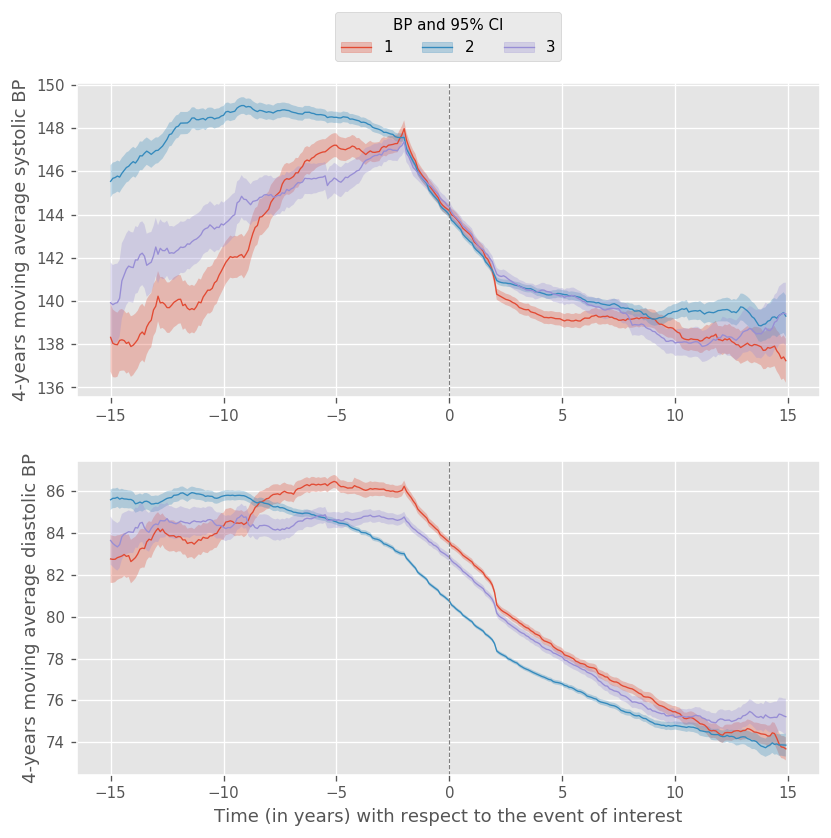 BP and 95% CI
1 2 3
4-years moving average systolic BP
150
148
146
144
142
140
138
136
−15 −10 −5 0 5 10 15
4-years moving average diastolic BP
86
84
82
80
78
76
74
−15 −10 −5 0 5 10 15
Time (in years) with respect to the event of interest